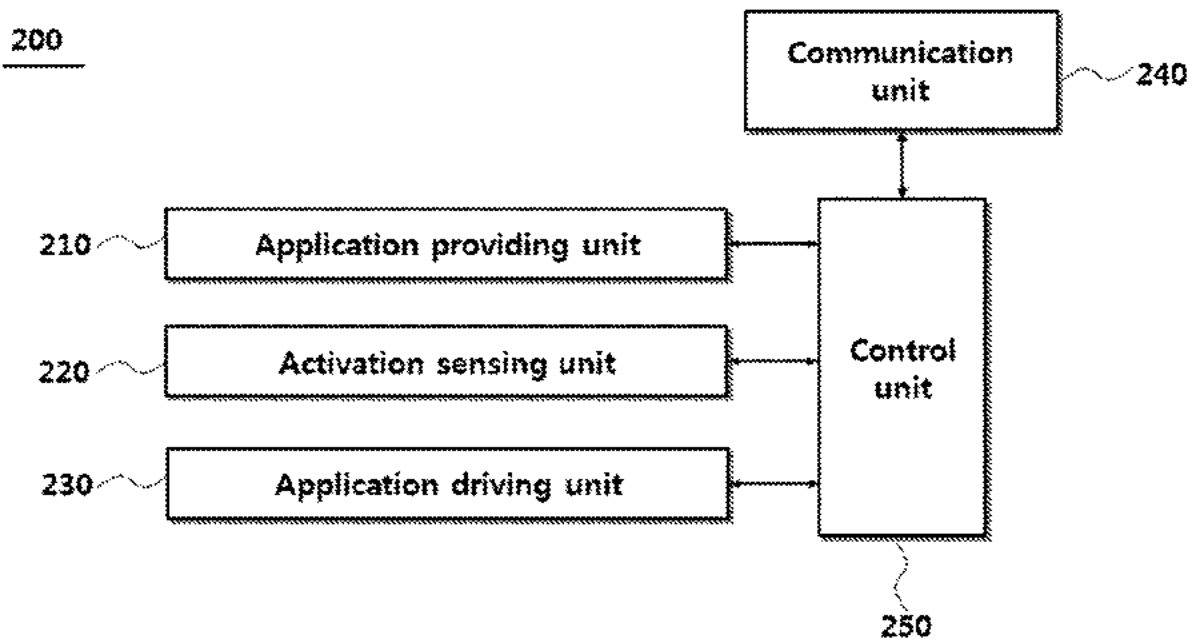 200
Communication
unit
240
210
Application providing unit
220
Activation sensing unit
Control
unit
230
Application driving unit
250